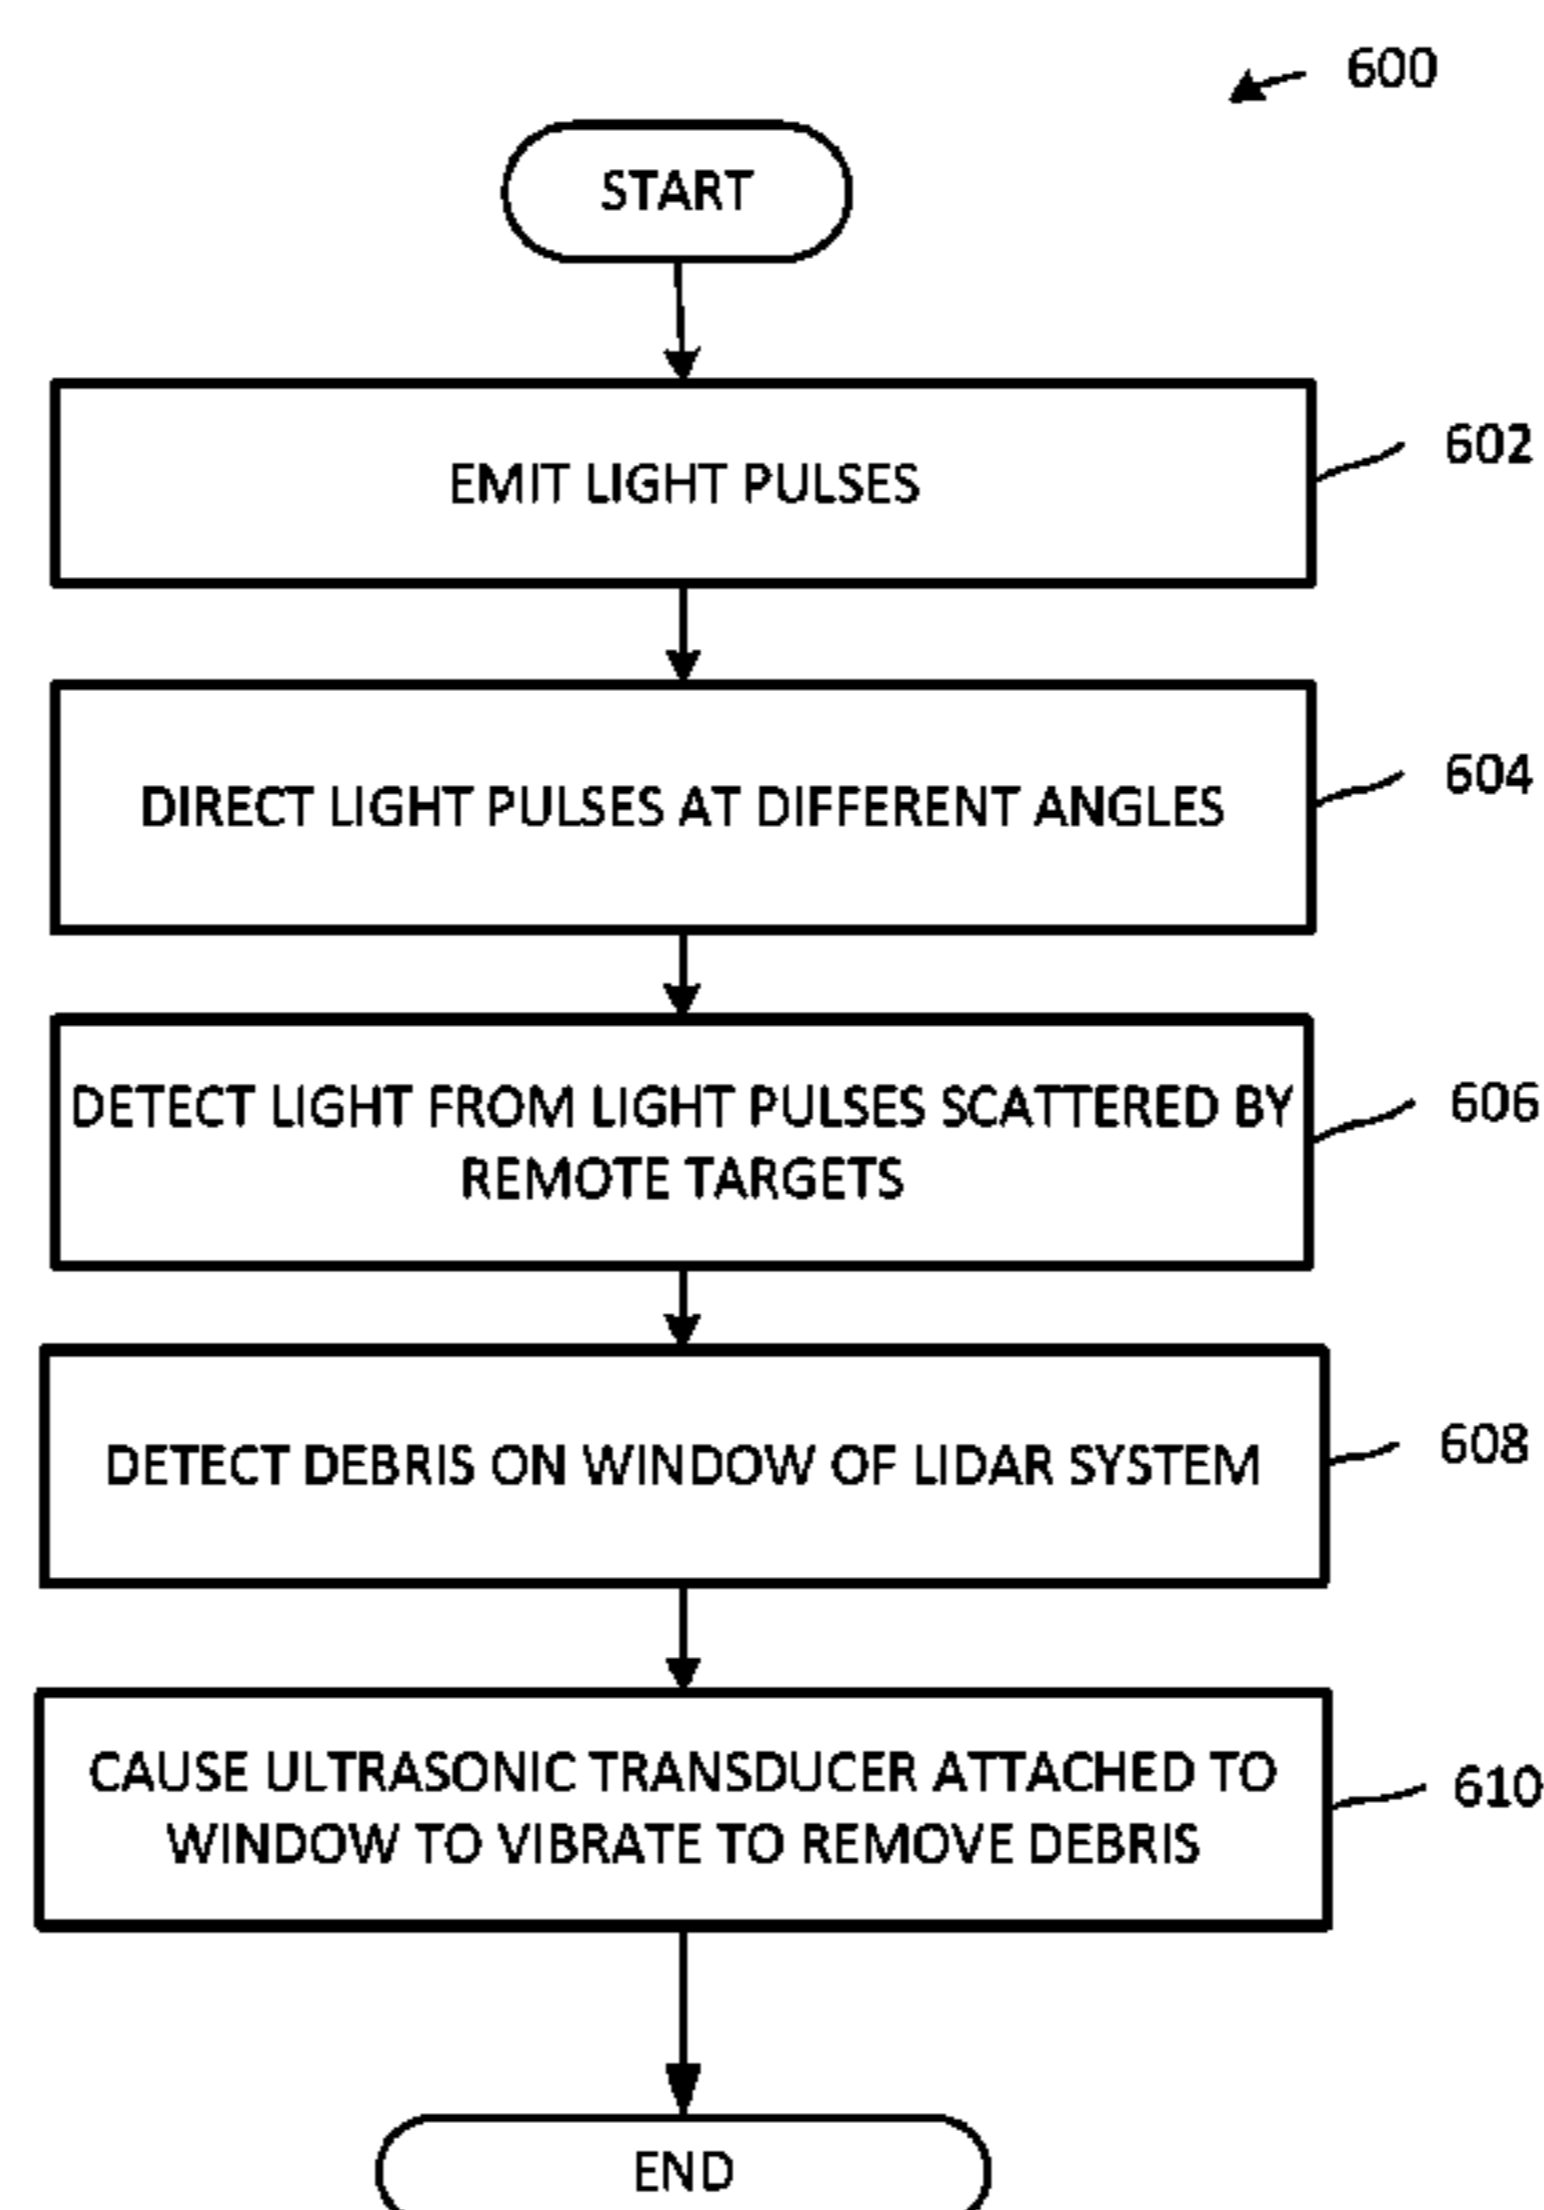 600
START
EMIT LIGHT PULSES
602
DIRECT LIGHT PULSES AT DIFFERENT ANGLES
604
DETECT LIGHT FROM LIGHT PULSES SCATTERED BY
REMOTE TARGETS
606
DETECT DEBRIS ON WINDOW OF LIDAR SYSTEM
608
CAUSE ULTRASONIC TRANSDUCER ATTACHED TO
WINDOW TO VIBRATE TO REMOVE DEBRIS
610
END